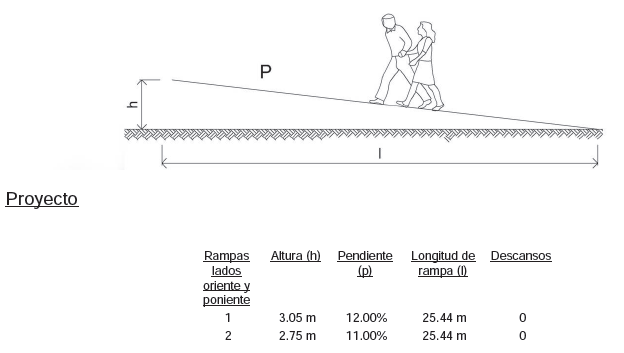 P
h
l
Proyecto
Rampas lados oriente y poniente Altura (h) Pendiente (p) Longitud de rampa (l) Descansos
1 3.05 m 12.00% 25.44 m 0
2 2.75 m 11.00% 25.44 m 0